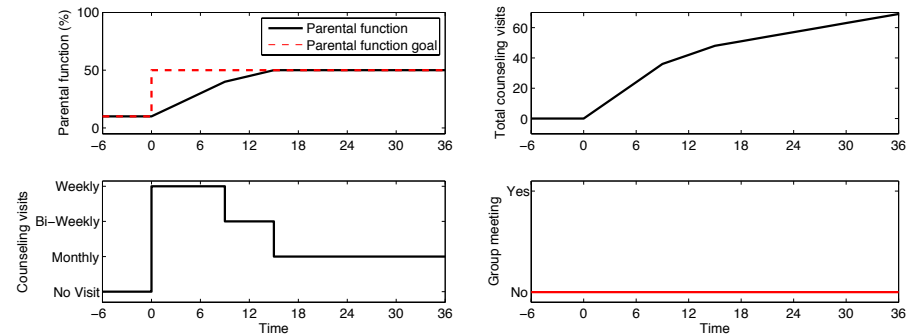 Parental function (%)
100
50
0
Parental function
Parental function goal
−6 0 6 12 18 24 30 36
Total counseling visits
60
40
20
0
−6 0 6 12 18 24 30 36
Counseling visits
Weekly
Bi−Weekly
Monthly
No Visit
−6 0 6 12 18 24 30 36
Time
Group meeting
Yes
No
−6 0 6 12 18 24 30 36
Time